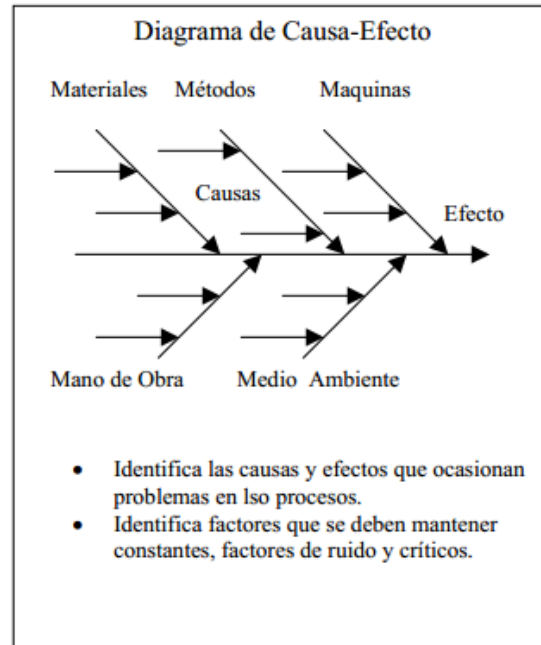 Diagrama de Causa-Efecto
Materiales Métodos Maquinas
Causas
Efecto
Mano de Obra Medio Ambiente
• Identifica las causas y efectos que ocasionan
problemas en lso procesos.
• Identifica factores que se deben mantener
constantes, factores de ruido y críticos.